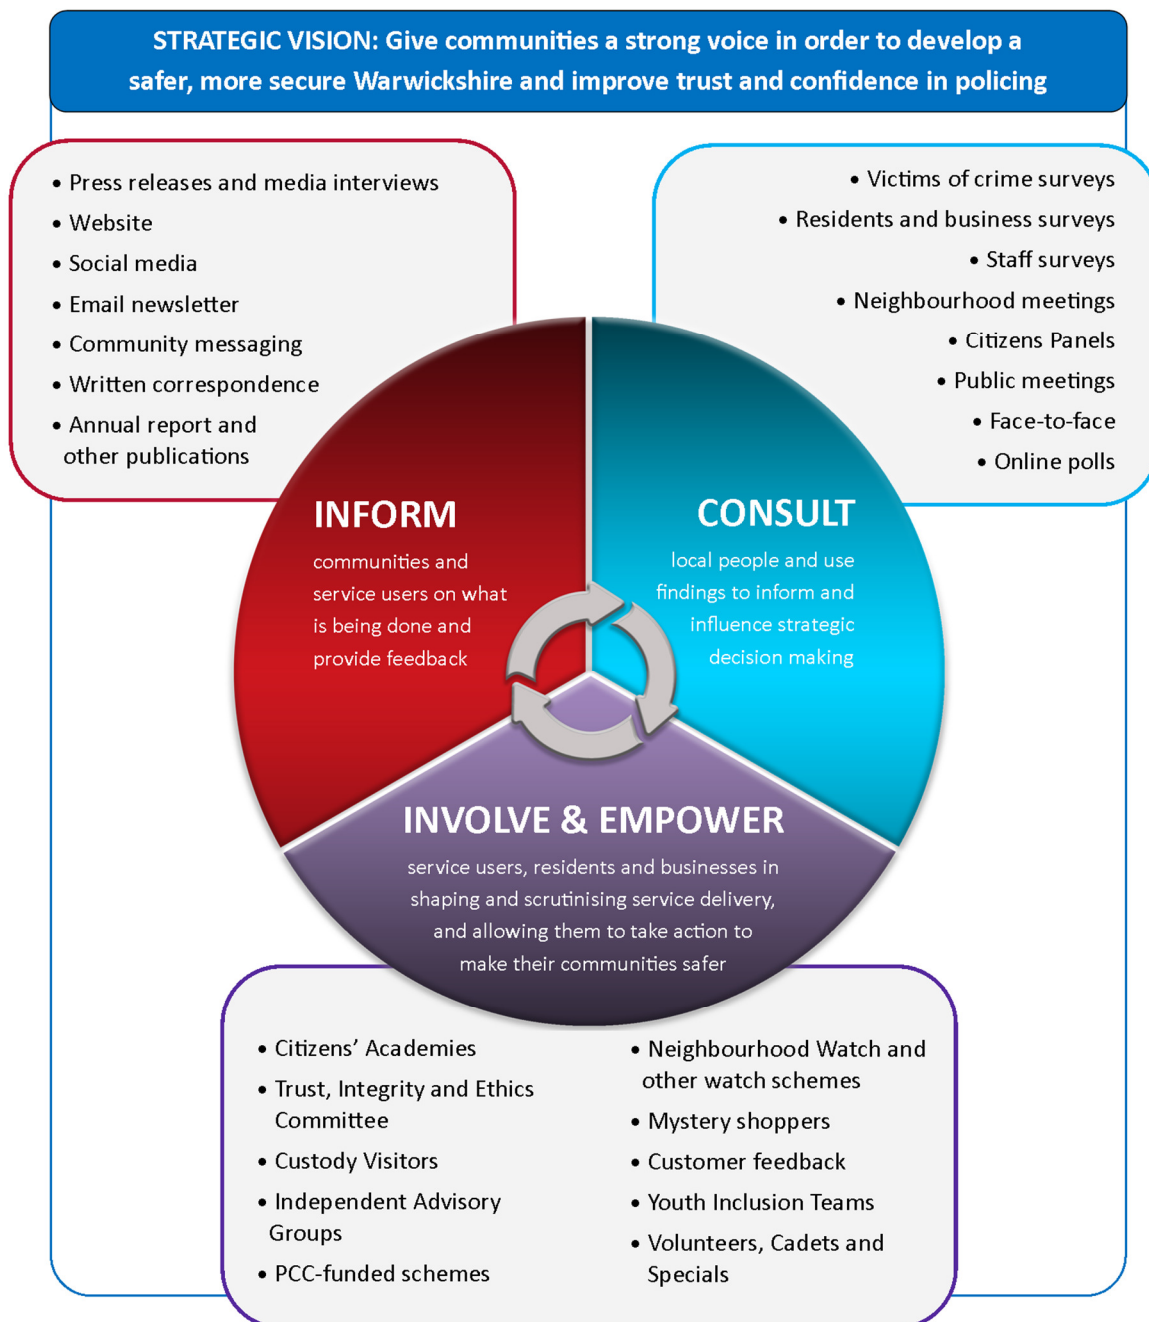 STRATEGIC VISION: Give communities a strong voice in order to develop a
safer, more secure Warwickshire and improve trust and confidence in policing
• Press releases and media interviews
• Website
• Social media
• Email newsletter
• Community messaging
• Written correspondence
• Annual report and
other publications
• Victims of crime surveys
• Residents and business surveys
• Staff surveys
• Neighbourhood meetings
• Citizens Panels
• Public meetings
• Face-to-face
• Online polls
INFORM
communities and
service users on what
is being done and
provide feedback
CONSULT
local people and use
findings to inform and
influence strategic
decision making
INVOLVE & EMPOWER
service users, residents and businesses in
shaping and scrutinising service delivery,
and allowing them to take action to
make their communities safer
• Citizens’ Academies
• Trust, Integrity and Ethics
Committee
• Custody Visitors
• Independent Advisory
Groups
• PCC-funded schemes
• Neighbourhood Watch and
other watch schemes
• Mystery shoppers
• Customer feedback
• Youth Inclusion Teams
• Volunteers, Cadets and
Specials